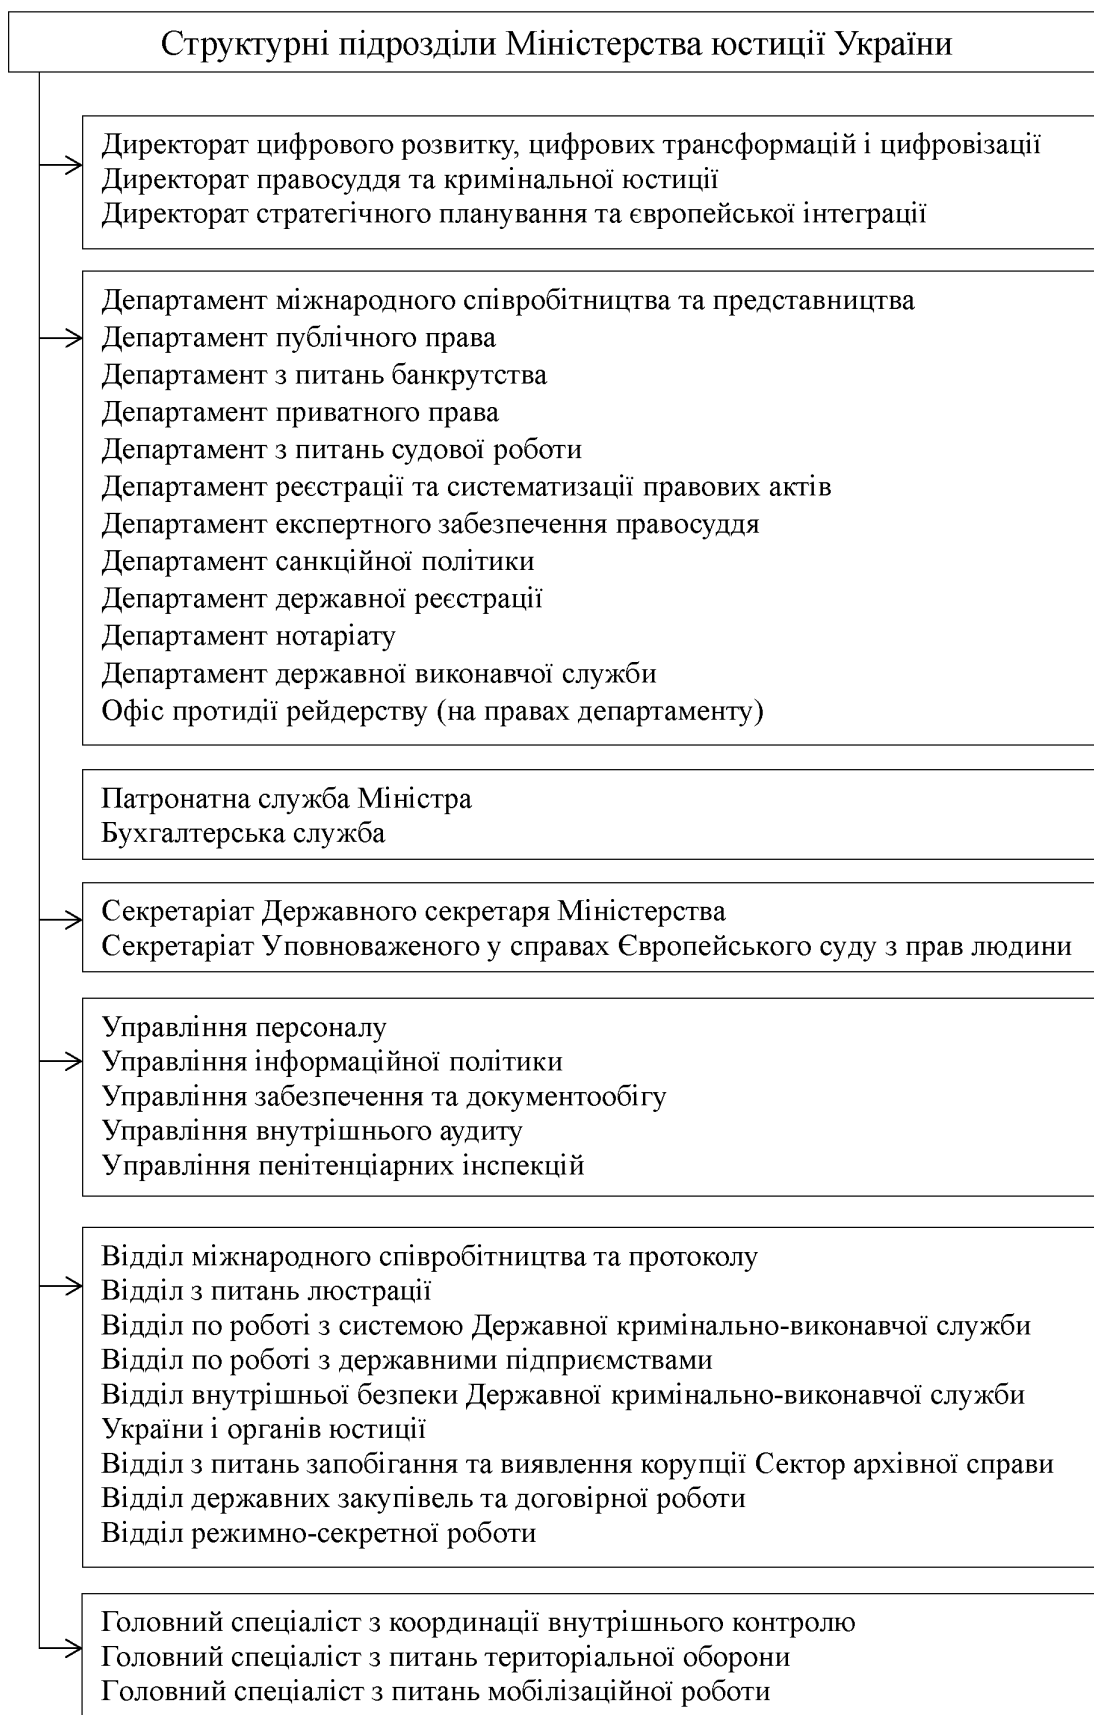 Структурні підрозділи Міністерства юстиції України
Директорат цифрового розвитку, цифрових трансформацій і цифровізації
Директорат правосуддя та кримінальної юстиції
Директорат стратегічного планування та європейської інтеграції
Департамент міжнародного співробітництва та представництва
Департамент публічного права
Департамент з питань банкрутства
Департамент приватного права
Департамент з питань судової роботи
Департамент реєстрації та систематизації правових актів
Департамент експертного забезпечення правосуддя
Департамент санкційної політики
Департамент державної реєстрації
Департамент нотаріату
Департамент державної виконавчої служби
Офіс протидії рейдерству (на правах департаменту)
Патронатна служба Міністра
Бухгалтерська служба
Секретаріат Державного секретаря Міністерства
Секретаріат Уповноваженого у справах Європейського суду з прав людини
Управління персоналу
Управління інформаційної політики
Управління забезпечення та документообігу
Управління внутрішнього аудиту
Управління пенітенціарних інспекцій
Відділ міжнародного співробітництва та протоколу
Відділ з питань люстрації
Відділ по роботі з системою Державної кримінально-виконавчої служби
Відділ по роботі з державними підприємствами
Відділ внутрішньої безпеки Державної кримінально-виконавчої служби
України і органів юстиції
Відділ з питань запобігання та виявлення корупції Сектор архівної справи
Відділ державних закупівель та договірної роботи
Відділ режимно-секретної роботи
Головний спеціаліст з координації внутрішнього контролю
Головний спеціаліст з питань територіальної оборони
Головний спеціаліст з питань мобілізаційної роботи